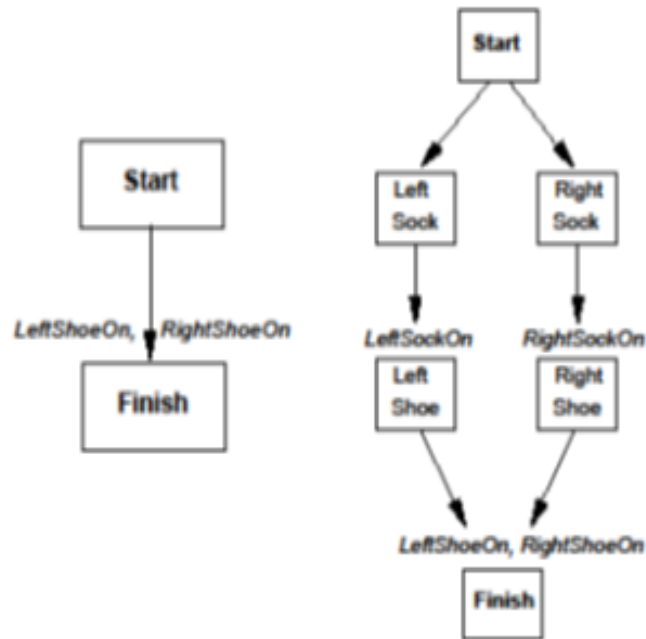 Start
LeftShoeOn, RightShoeOn
Finish
Start
Left Right
Sock Sock
LeftSockOn RightSockOn
Left Right
Shoe Shoe
LeftShoeOn, RightShoeOn
Finish